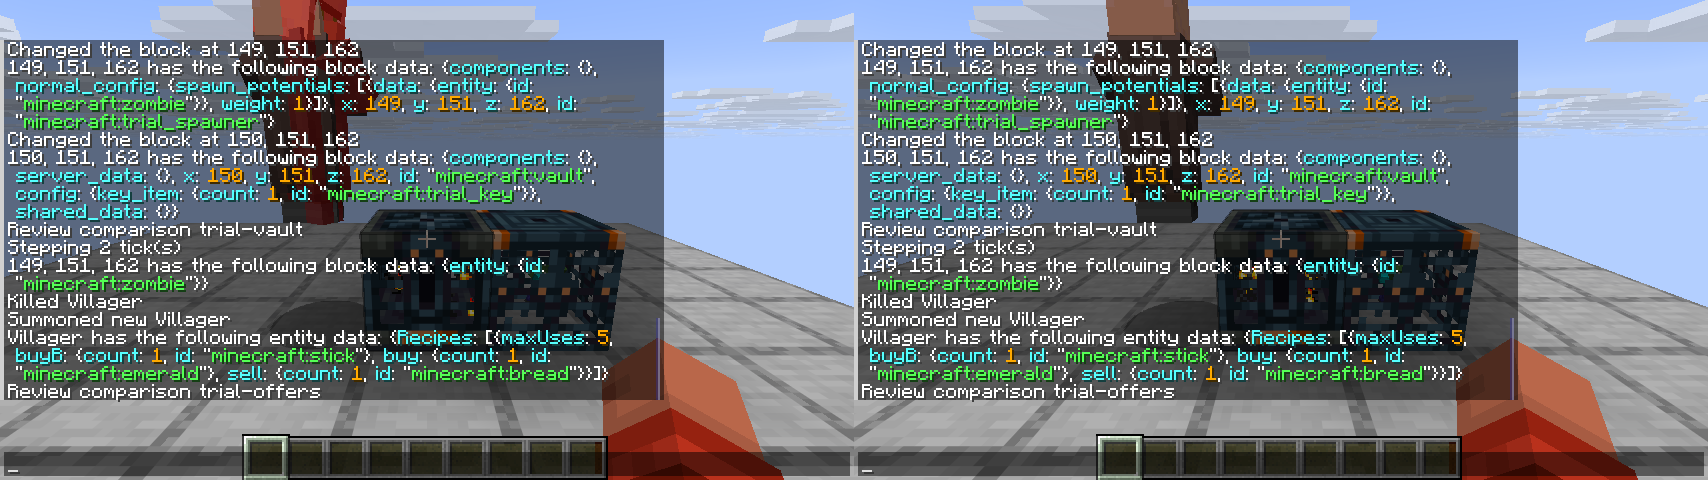 Changed the block at 149, 151, 162
149, 151, 162 has the following block data: {components: {},
normal_config: {spawn_potentials: [{data: {entity: {id:
"minecraft:zombie"}}, weight: 1}]}, x: 149, y: 151, z: 162, id:
"minecraft:trial_spawner"}
Changed the block at 150, 151, 162
150, 151, 162 has the following block data: {components: {},
server_data: {}, x: 150, y: 151, z: 162, id: "minecraft:vault",
config: {key_item: {count: 1, id: "minecraft:trial_key"}},
shared_data: {}}
Review comparison trial-vault
Stepping 2 tick(s)
149, 151, 162 has the following block data: {entity: {id:
"minecraft:zombie"}}
Killed Villager
Summoned new Villager
Villager has the following entity data: {Recipes: [{maxUses: 5,
buyB: {count: 1, id: "minecraft:stick"}, buy: {count: 1, id:
"minecraft:emerald"}, sell: {count: 1, id: "minecraft:bread"}}]}
Review comparison trial-offers
_
Changed the block at 149, 151, 162
149, 151, 162 has the following block data: {components: {},
normal_config: {spawn_potentials: [{data: {entity: {id:
"minecraft:zombie"}}, weight: 1}]}, x: 149, y: 151, z: 162, id:
"minecraft:trial_spawner"}
Changed the block at 150, 151, 162
150, 151, 162 has the following block data: {components: {},
server_data: {}, x: 150, y: 151, z: 162, id: "minecraft:vault",
config: {key_item: {count: 1, id: "minecraft:trial_key"}},
shared_data: {}}
Review comparison trial-vault
Stepping 2 tick(s)
149, 151, 162 has the following block data: {entity: {id:
"minecraft:zombie"}}
Killed Villager
Summoned new Villager
Villager has the following entity data: {Recipes: [{maxUses: 5,
buyB: {count: 1, id: "minecraft:stick"}, buy: {count: 1, id:
"minecraft:emerald"}, sell: {count: 1, id: "minecraft:bread"}}]}
Review comparison trial-offers
_